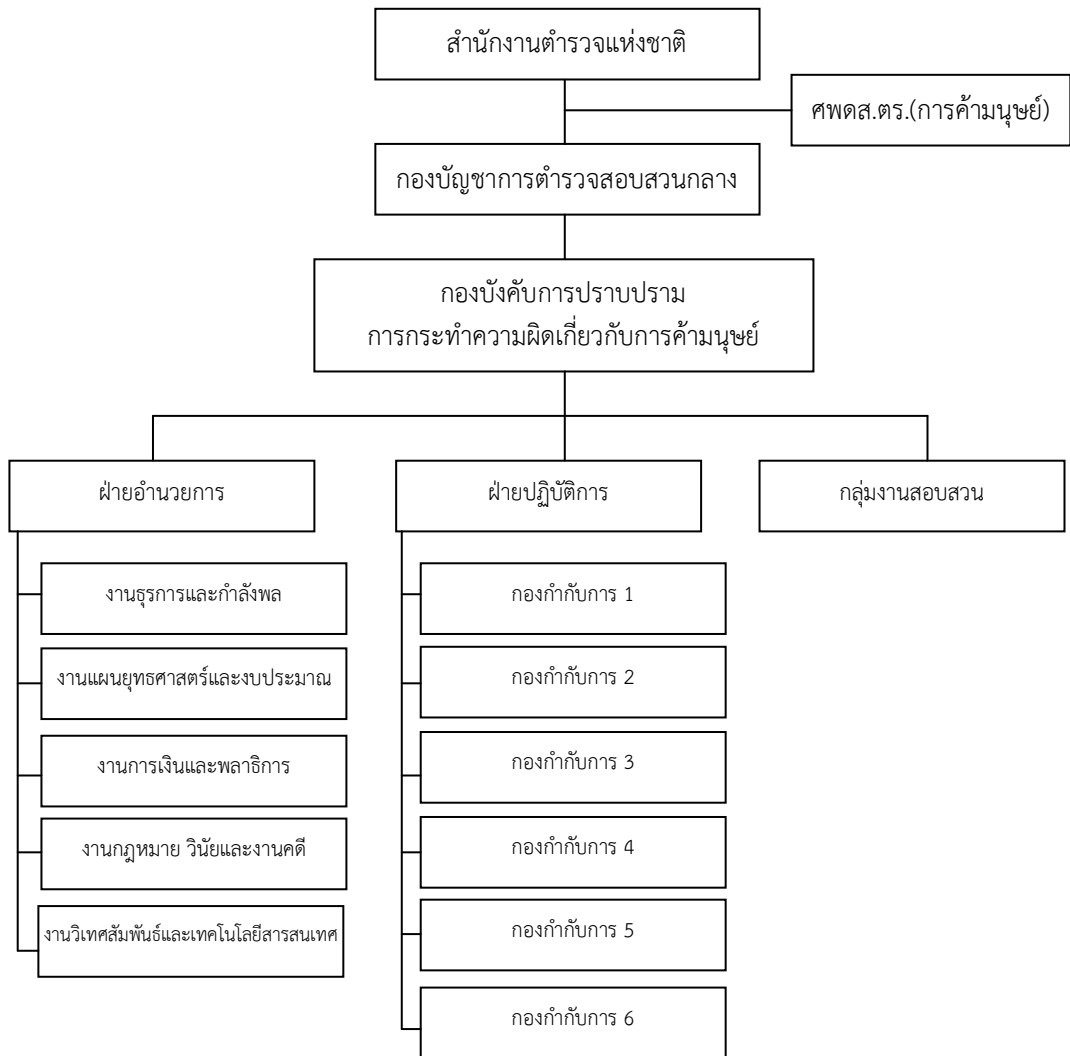 สำนักงานตำรวจแห่งชาติ
ศพดส.ตร.(การค้ามนุษย์)
กองบัญชาการตำรวจสอบสวนกลาง
กองบังคับการปราบปราม
การกระทำความผิดเกี่ยวกับการค้ามนุษย์
ฝ่ายอำนวยการ
ฝ่ายปฏิบัติการ
กลุ่มงานสอบสวน
งานธุรการและกำลังพล
งานแผนยุทธศาสตร์และงบประมาณ
งานการเงินและพลาธิการ
งานกฎหมาย วินัยและงานคดี
งานวิเทศสัมพันธ์และเทคโนโลยีสารสนเทศ
กองกำกับการ 1
กองกำกับการ 2
กองกำกับการ 3
กองกำกับการ 4
กองกำกับการ 5
กองกำกับการ 6